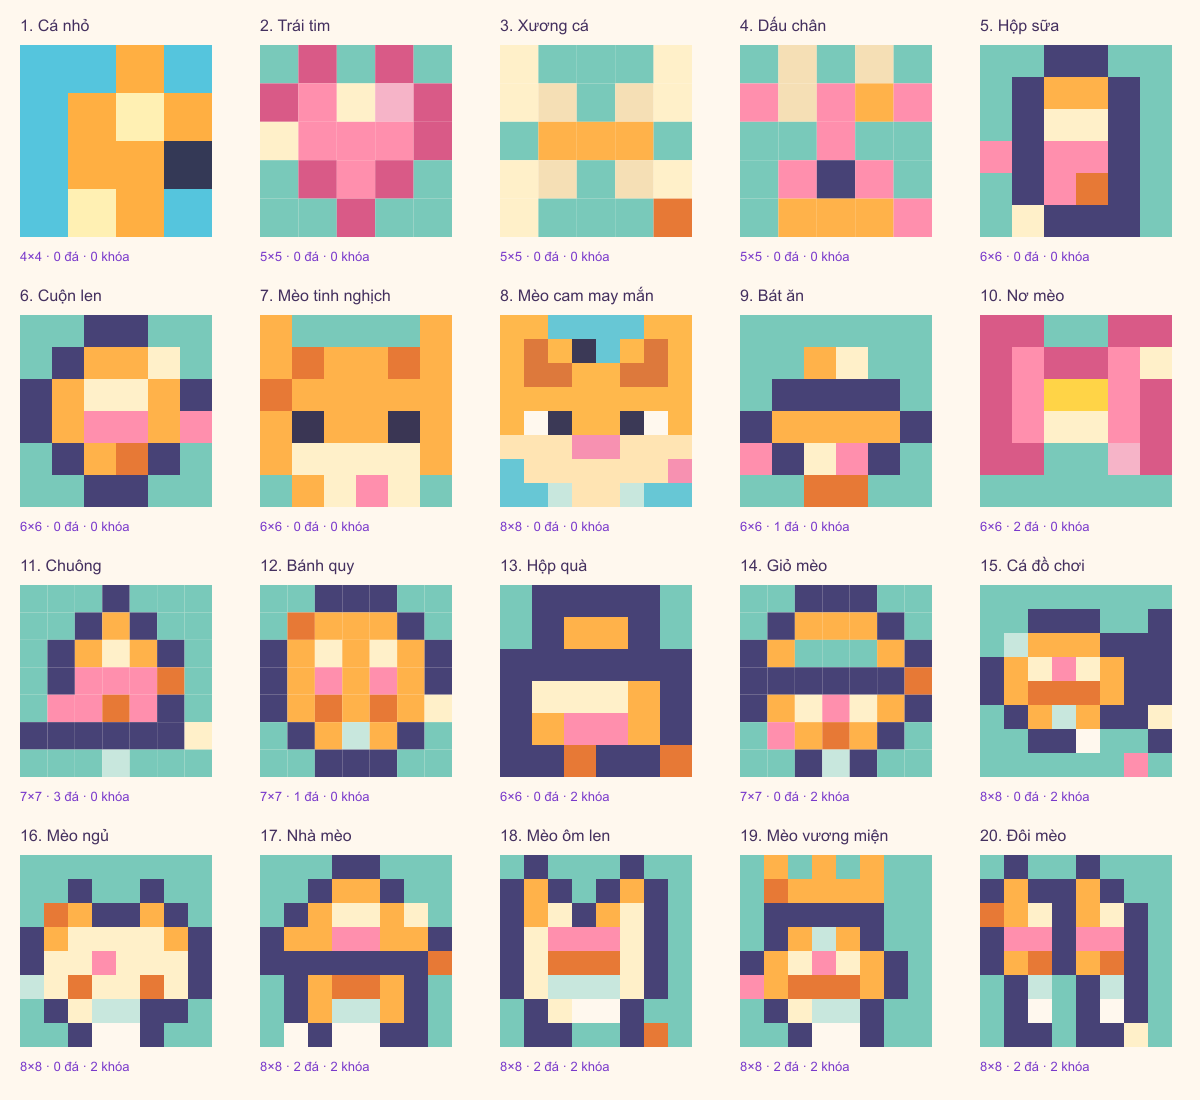 1. Cá nhỏ
2. Trái tim
3. Xương cá
4. Dấu chân
5. Hộp sữa
4×4 · 0 đá · 0 khóa
5×5 · 0 đá · 0 khóa
5×5 · 0 đá · 0 khóa
5×5 · 0 đá · 0 khóa
6×6 · 0 đá · 0 khóa
6. Cuộn len
7. Mèo tinh nghịch
8. Mèo cam may mắn
9. Bát ăn
10. Nơ mèo
6×6 · 0 đá · 0 khóa
6×6 · 0 đá · 0 khóa
8×8 · 0 đá · 0 khóa
6×6 · 1 đá · 0 khóa
6×6 · 2 đá · 0 khóa
11. Chuông
12. Bánh quy
13. Hộp quà
14. Giỏ mèo
15. Cá đồ chơi
7×7 · 3 đá · 0 khóa
7×7 · 1 đá · 0 khóa
6×6 · 0 đá · 2 khóa
7×7 · 0 đá · 2 khóa
8×8 · 0 đá · 2 khóa
16. Mèo ngủ
17. Nhà mèo
18. Mèo ôm len
19. Mèo vương miện
20. Đôi mèo
8×8 · 0 đá · 2 khóa
8×8 · 2 đá · 2 khóa
8×8 · 2 đá · 2 khóa
8×8 · 2 đá · 2 khóa
8×8 · 2 đá · 2 khóa